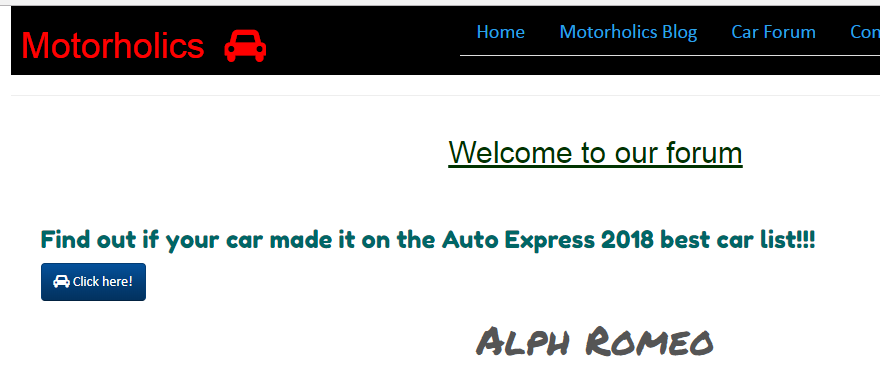 Motorholics
Home Motorholics Blog Car Forum
Welcome to our forum
Find out if your car made it on the Auto Express 2018 best car list!!!
Click here!
Alph Romeo